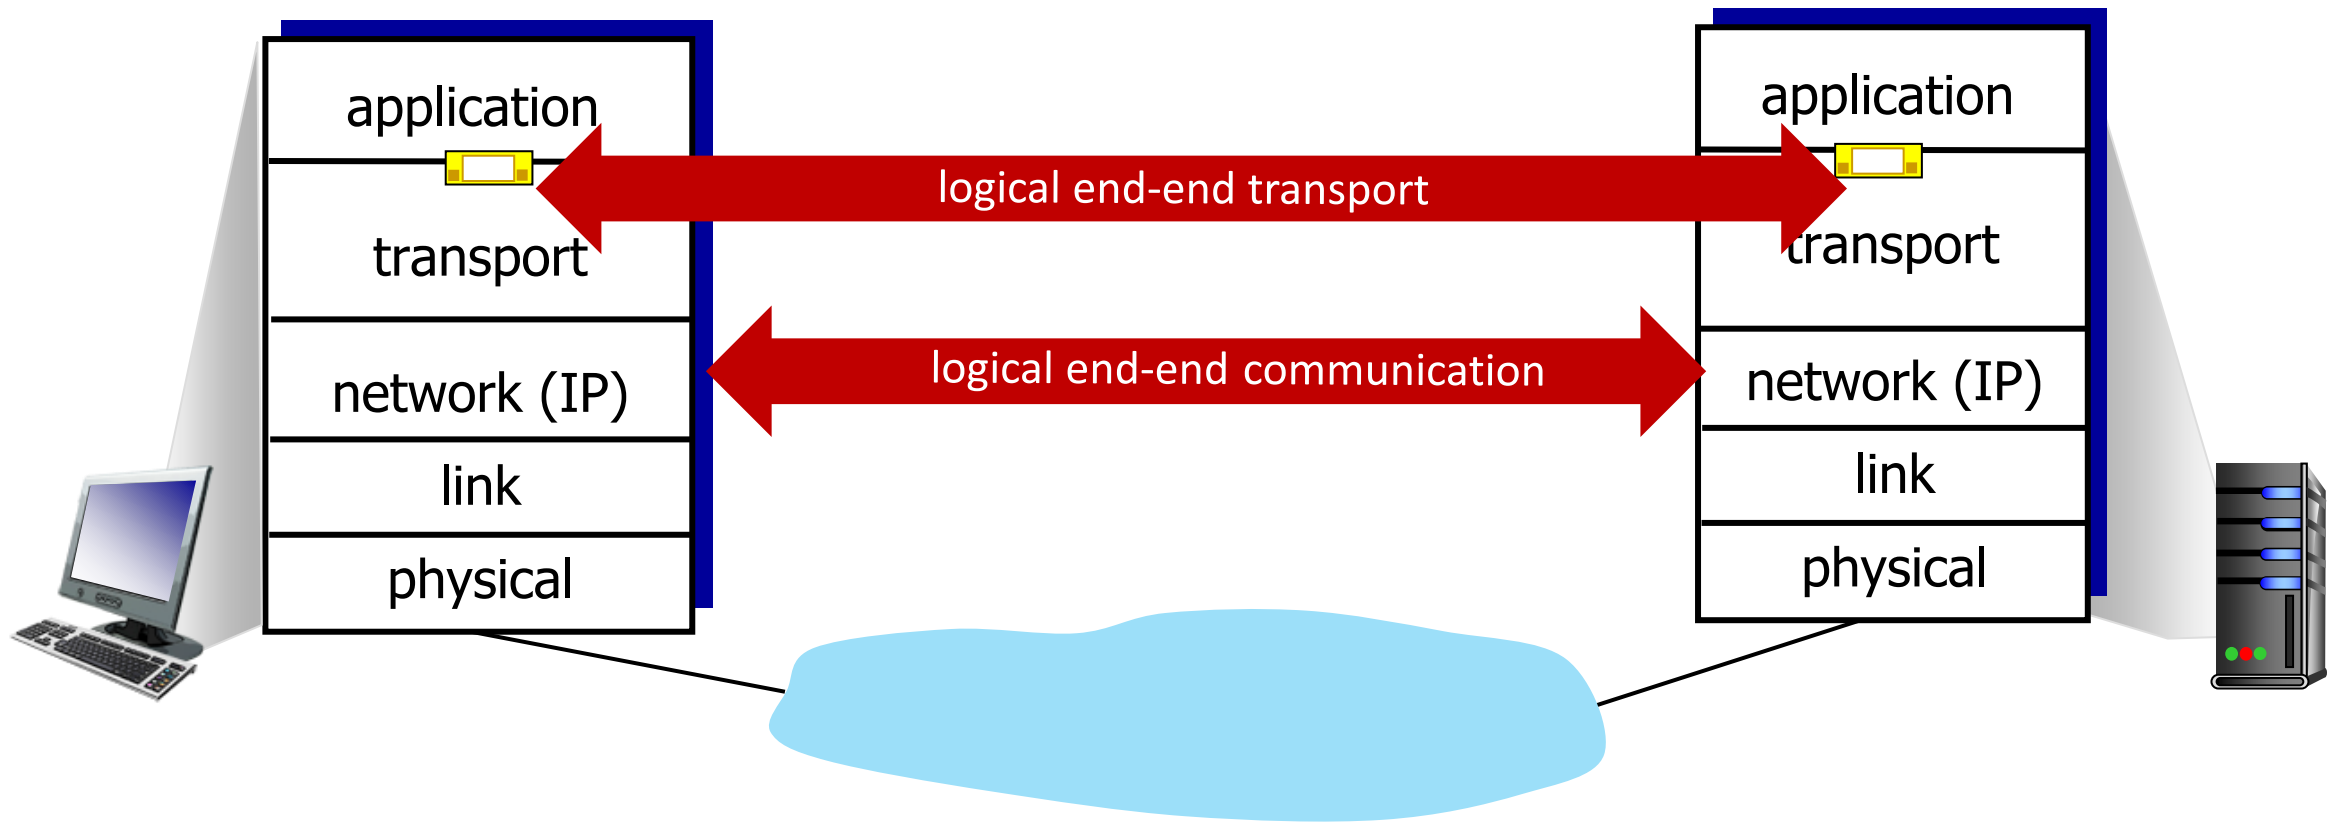 application
transport
network (IP)
link
physical
logical end-end transport
logical end-end communication
application
transport
network (IP)
link
physical